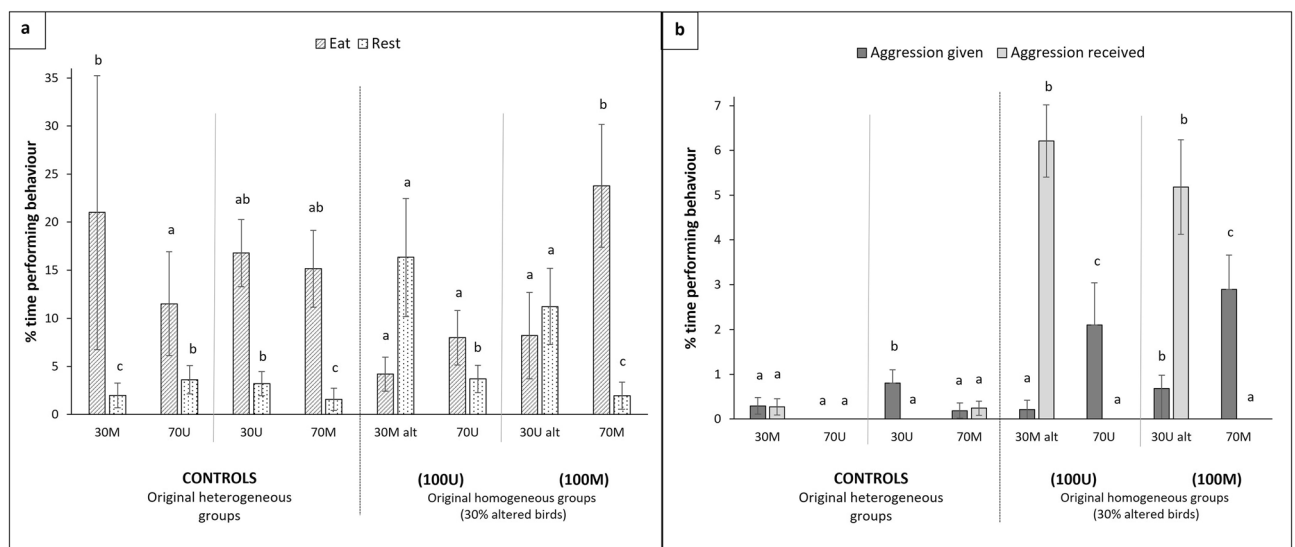 a
Eat Rest
% time performing behaviour
35
30
25
20
15
10
5
0
b
c
a
b
ab
b
ab
c
a
a
a
b
a
a
b
c
30M 70U 30U 70M 30M alt 70U 30U alt 70M
CONTROLS
Original heterogeneous
groups
(100U) (100M)
Original homogeneous groups
(30% altered birds)
b
Aggression given Aggression received
% time performing behaviour
7
6
5
4
3
2
1
0
a
a
a
a
b
a
a
a
a
b
c
a
b
b
c
a
30M 70U 30U 70M 30M alt 70U 30U alt 70M
CONTROLS
Original heterogeneous
groups
(100U) (100M)
Original homogeneous groups
(30% altered birds)